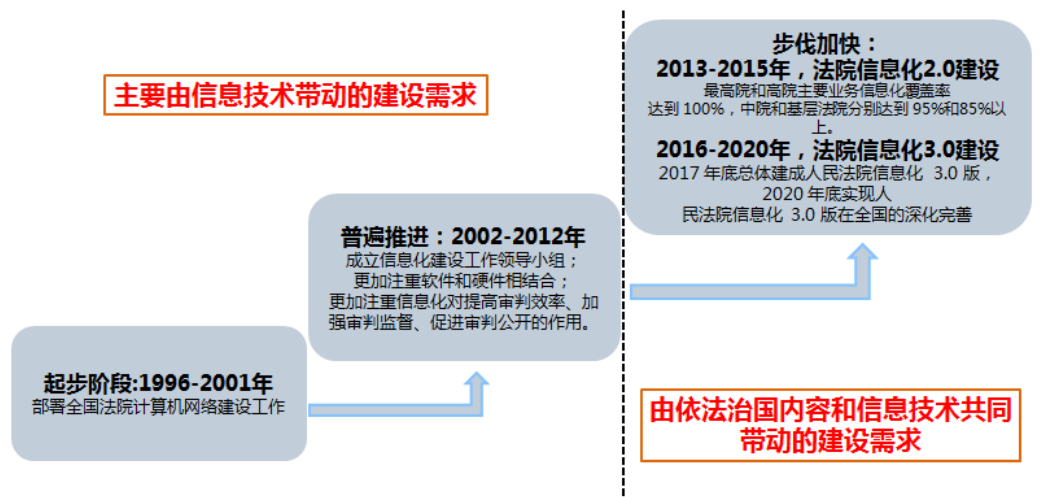 主要由信息技术带动的建设需求
步伐加快：
2013-2015年，法院信息化2.0建设
最高院和高院主要业务信息化覆盖率
达到 100%，中院和基层法院分别达到 95%和85%以
上。
2016-2020年，法院信息化3.0建设
2017 年底总体建成人民法院信息化 3.0 版，
2020 年底实现人
民法院信息化 3.0 版在全国的深化完善
普遍推进：2002-2012年
成立信息化建设工作领导小组；
更加注重软件和硬件相结合；
更加注重信息化对提高审判效率、加
强审判监督、促进审判公开的作用。
起步阶段:1996-2001年
部署全国法院计算机网络建设工作
由依法治国内容和信息技术共同
带动的建设需求